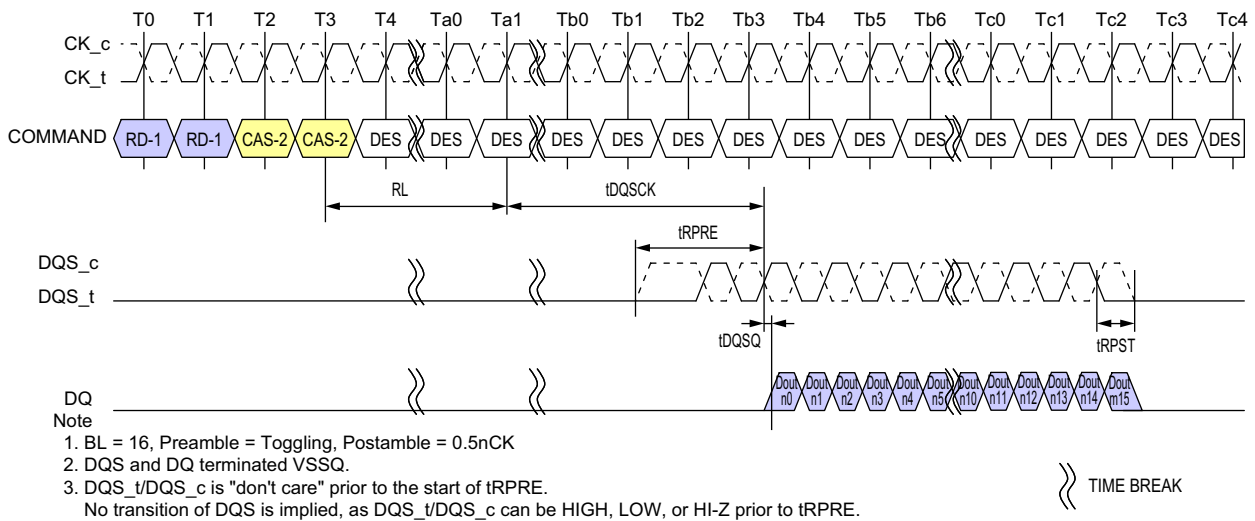 T0 T1 T2 T3 T4 Ta0 Ta1 Tb0 Tb1 Tb2 Tb3 Tb4 Tb5 Tb6 Tc0 Tc1 Tc2 Tc3 Tc4
CK_c
CK_t
COMMAND RD-1 RD-1 CAS-2 CAS-2 DES DES DES DES DES DES DES DES DES DES DES DES DES DES DES
RL tDQSCK
tRPRE
DQS_c
DQS_t
tDQSQ tRPST
DQ
Dout n0 Dout n1 Dout n2 Dout n3 Dout n4 Dout n5 Dout n10 Dout n11 Dout n12 Dout n13 Dout n14 Dout m15
Note
1. BL = 16, Preamble = Toggling, Postamble = 0.5nCK
2. DQS and DQ terminated VSSQ.
3. DQS_t/DQS_c is "don't care" prior to the start of tRPRE.
No transition of DQS is implied, as DQS_t/DQS_c can be HIGH, LOW, or HI-Z prior to tRPRE.
TIME BREAK